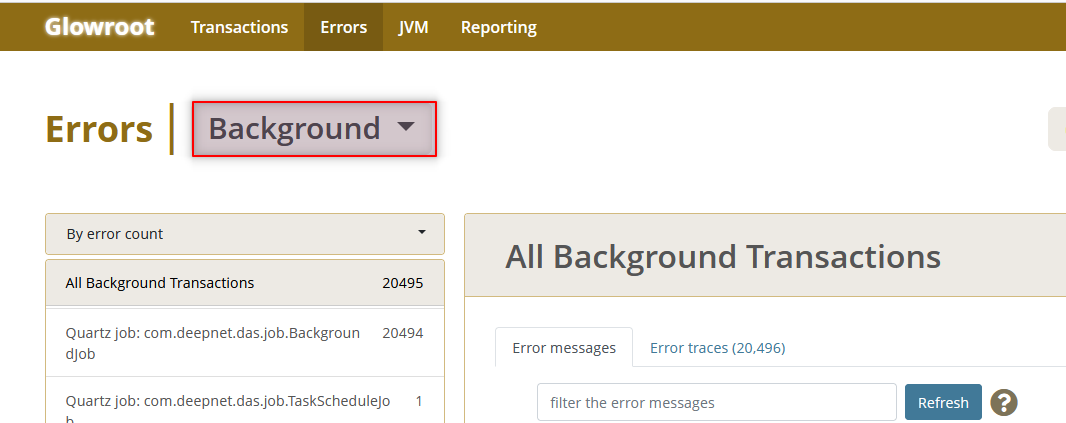 Glowroot Transactions Errors JVM Reporting
Errors Background
By error count
All Background Transactions 20495
Quartz job: com.deepnet.das.job.Backgroun 20494
dJob
Quartz job: com.deepnet.das.job.TaskScheduleJo 1
b
All Background Transactions
Error messages Error traces (20,496)
filter the error messages Refresh ?